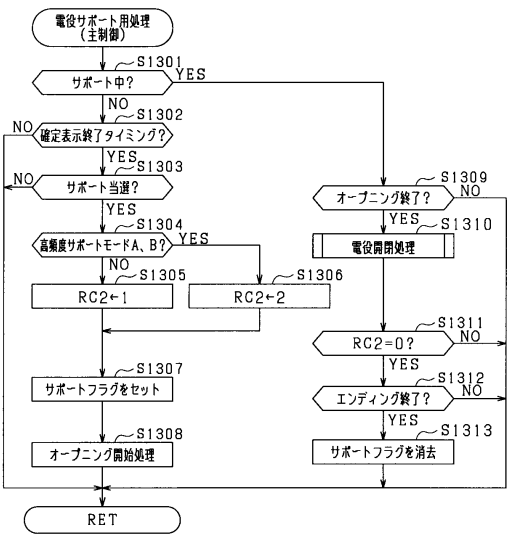 電役サポート用処理
(主制御)
S1301
サポート中?
YES
NO
S1302
確定表示終了タイミング?
NO
YES
S1303
サポート当選?
NO
YES
S1304
高頻度サポートモードA、B?
YES
NO
S1305
RC2←1
S1306
RC2←2
S1307
サポートフラグをセット
S1308
オープニング開始処理
S1309
オープニング終了?
NO
YES
S1310
電役開閉処理
S1311
RC2=0?
NO
YES
S1312
エンディング終了?
NO
YES
S1313
サポートフラグを消去
RET